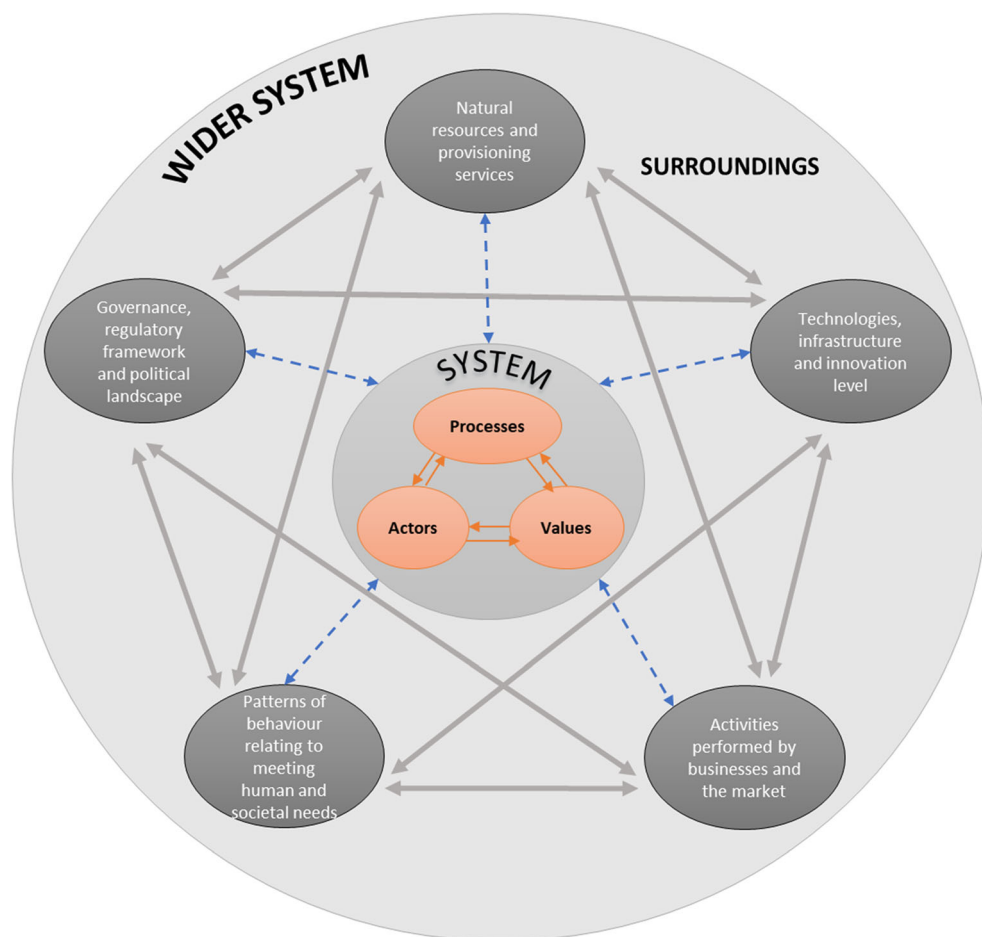 WIDER SYSTEM
Natural
resources and
provisioning
services
SURROUNDINGS
Governance,
regulatory
framework
and political
landscape
Technologies,
infrastructure
and innovation
level
SYSTEM
Processes
Actors
Values
Patterns of
behaviour
relating to
meeting
human and
societal needs
Activities
performed by
businesses and
the market